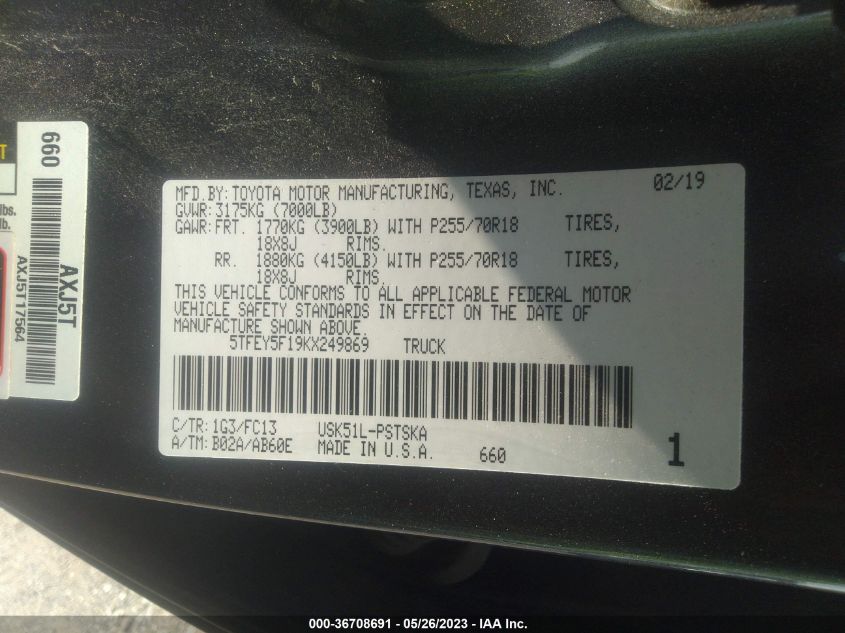 T
lbs.
lb.
660
AXJ5T
AXJ5T17564
MFD.BY:TOYOTA MOTOR MANUFACTURING, TEXAS, INC. 02/19
GVWR:3175KG (7000LB)
GAWR:FRT. 1770KG (3900LB) WITH P255/70R18 TIRES,
18X8J RIMS.
RR. 1880KG (4150LB) WITH P255/70R18 TIRES,
18X8J RIMS.
THIS VEHICLE CONFORMS TO ALL APPLICABLE FEDERAL MOTOR
VEHICLE SAFETY STANDARDS IN EFFECT ON THE DATE OF
MANUFACTURE SHOWN ABOVE.
5TFEY5F19KX249869 TRUCK
C/TR:1G3/FC13 USK51L-PSTSKA
A/TM:B02A/AB60E MADE IN U.S.A. 660 1
000-36708691 / 05/26/2023 - IAA Inc.